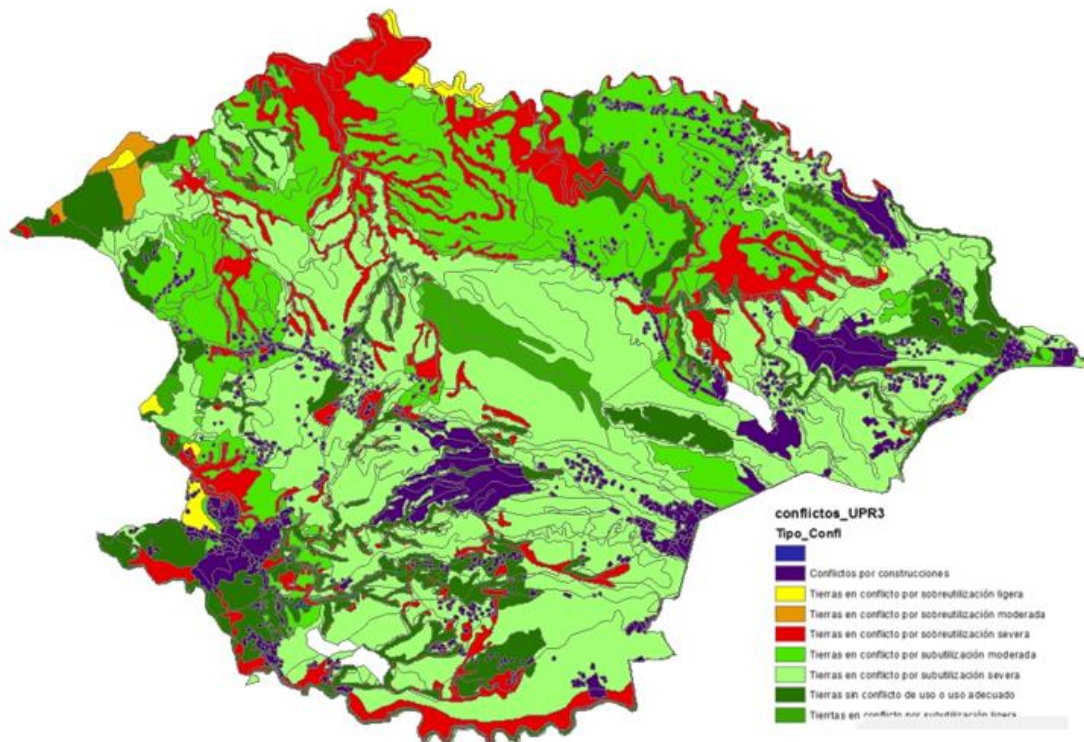 conflictos_UPR3
Tipo_Confl
Conflictos por construcciones
Tierras en conflicto por sobreutilización ligera
Tierras en conflicto por sobreutilización moderada
Tierras en conflicto por sobreutilización severa
Tierras en conflicto por subutilización moderada
Tierras en conflicto por subutilización severa
Tierras sin conflicto de uso o uso adecuado
Tierrtas en conflicto por subutilización ligera